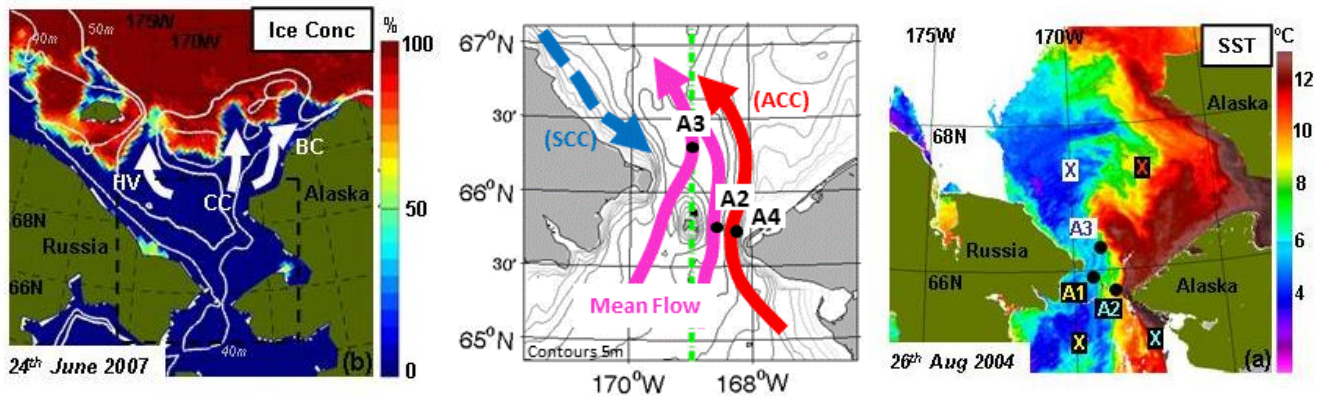 175W
170W
40m
50m
Ice Conc
%
100
50
0
HV
CC
BC
Alaska
68N
Russia
66N
40m
24th June 2007
(b)
67°N
30'
66°N
30'
65°N
(SCC)
(ACC)
A3
A2
A4
Mean Flow
Contours 5m
170°W
168°W
175W
170W
SST
°C
12
10
8
6
4
Alaska
68N
X
X
A3
Russia
66N
A1
A2
Alaska
X
X
26th Aug 2004
(a)